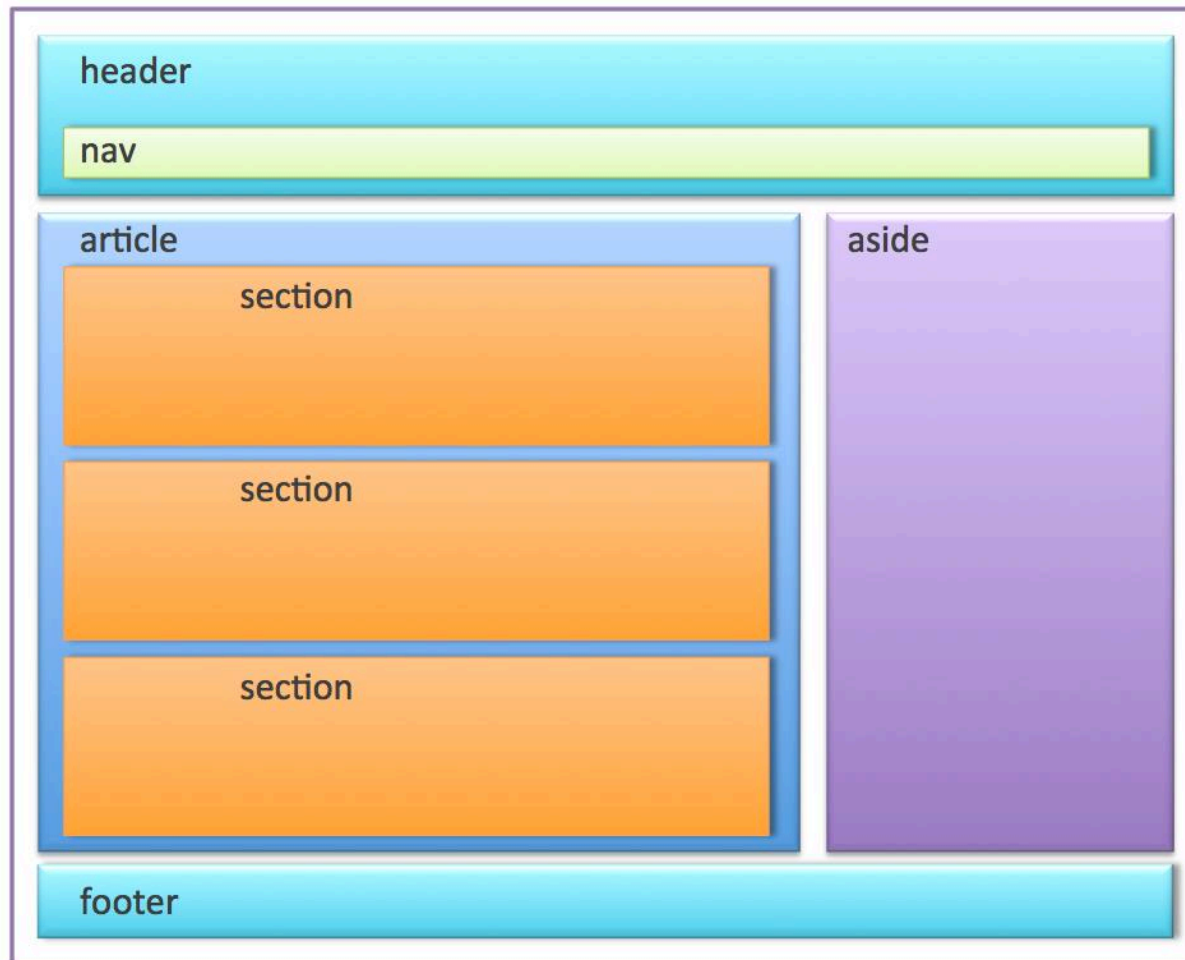 header
nav
article
aside
section
section
section
footer